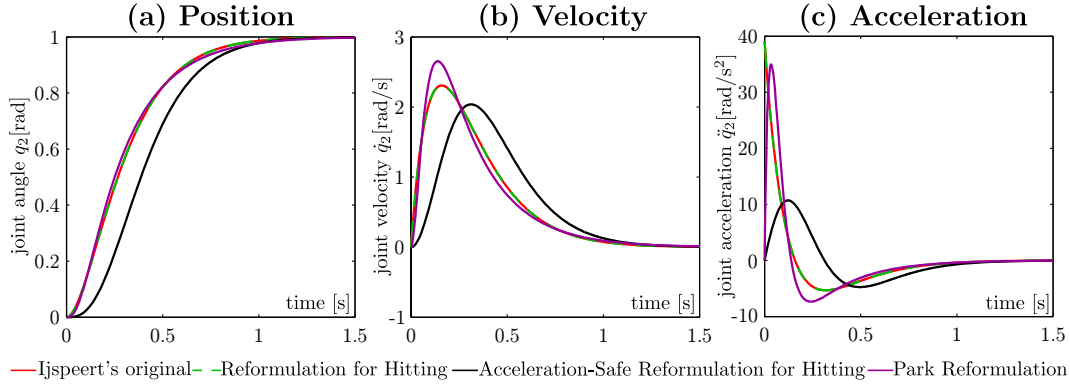 (a) Position
(b) Velocity
(c) Acceleration
joint angle q₂[rad]
1
0.8
0.6
0.4
0.2
0
0
0.5
1
1.5
time [s]
joint velocity q̇₂[rad/s]
3
2
1
0
-1
0
0.5
1
1.5
time [s]
joint acceleration q̈₂[rad/s²]
40
30
20
10
0
-10
0
0.5
1
1.5
time [s]
Ijspeert's original Reformulation for Hitting Acceleration-Safe Reformulation for Hitting Park Reformulation